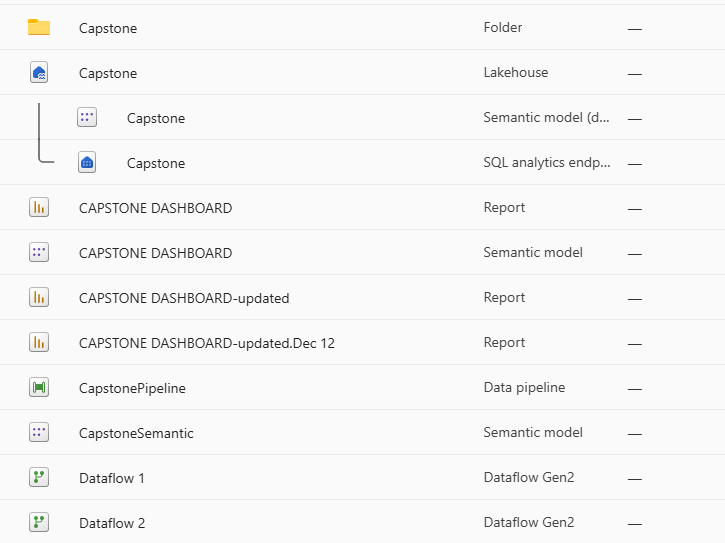 Capstone Folder —
Capstone Lakehouse —
Capstone Semantic model (d... —
Capstone SQL analytics endp... —
CAPSTONE DASHBOARD Report —
CAPSTONE DASHBOARD Semantic model —
CAPSTONE DASHBOARD-updated Report —
CAPSTONE DASHBOARD-updated.Dec 12 Report —
CapstonePipeline Data pipeline —
CapstoneSemantic Semantic model —
Dataflow 1 Dataflow Gen2 —
Dataflow 2 Dataflow Gen2 —